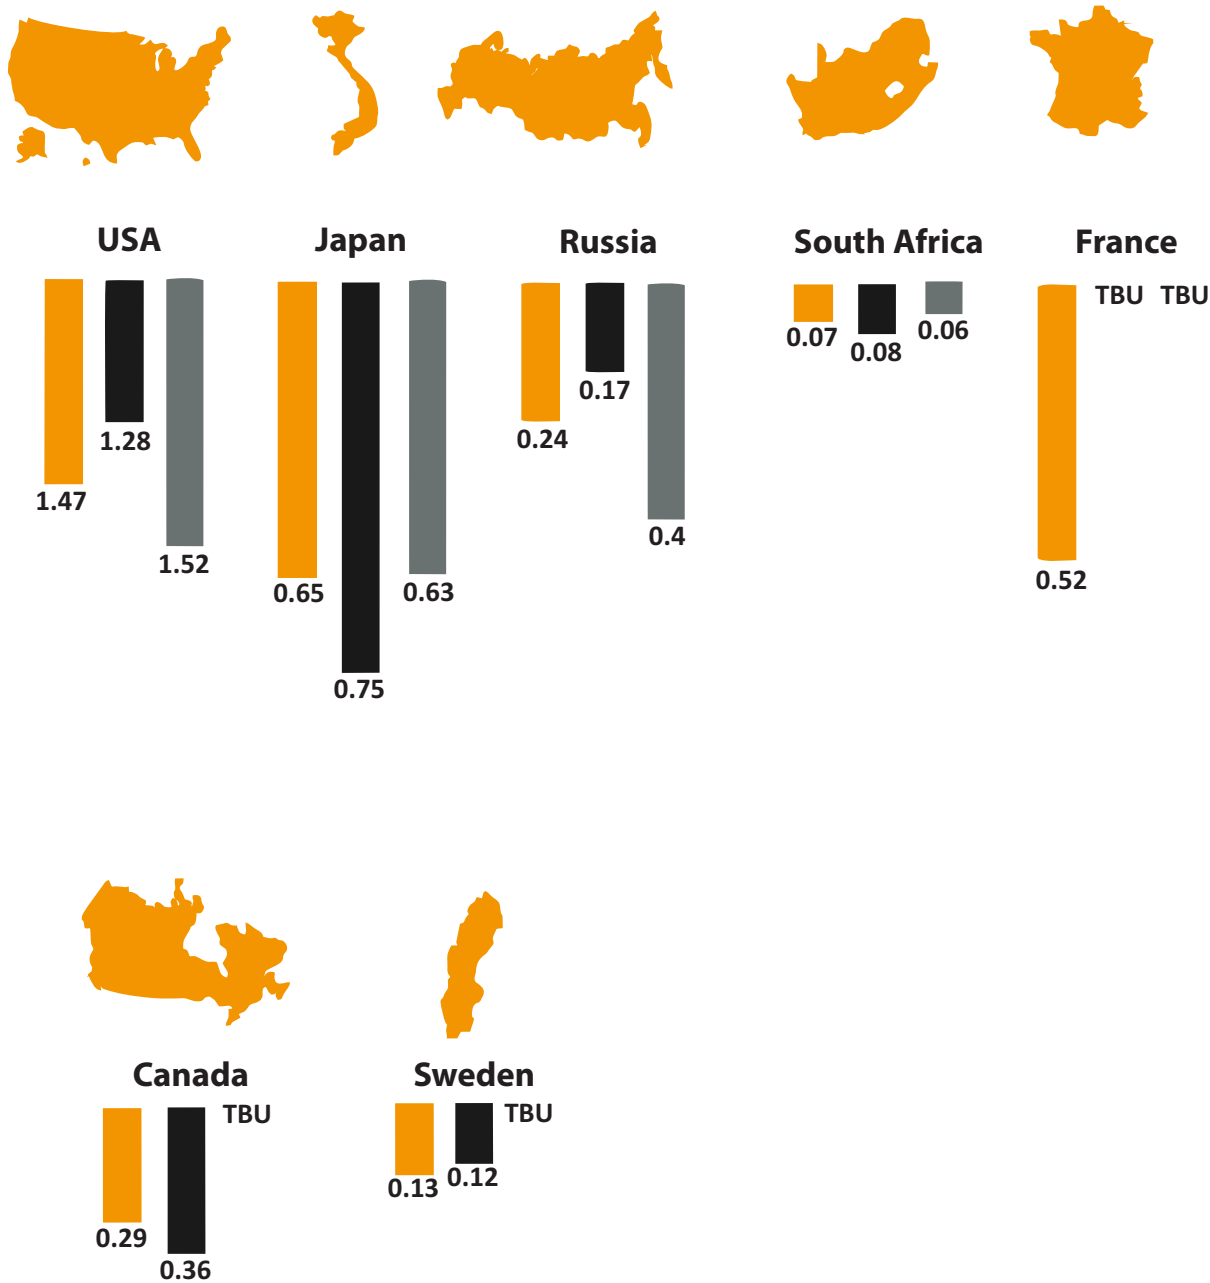 USA
Japan
Russia
South Africa
France
TBU TBU
0.07
0.08
0.06
0.17
0.24
1.28
1.47
0.4
1.52
0.65
0.63
0.52
0.75
Canada
Sweden
TBU
TBU
0.13
0.12
0.29
0.36